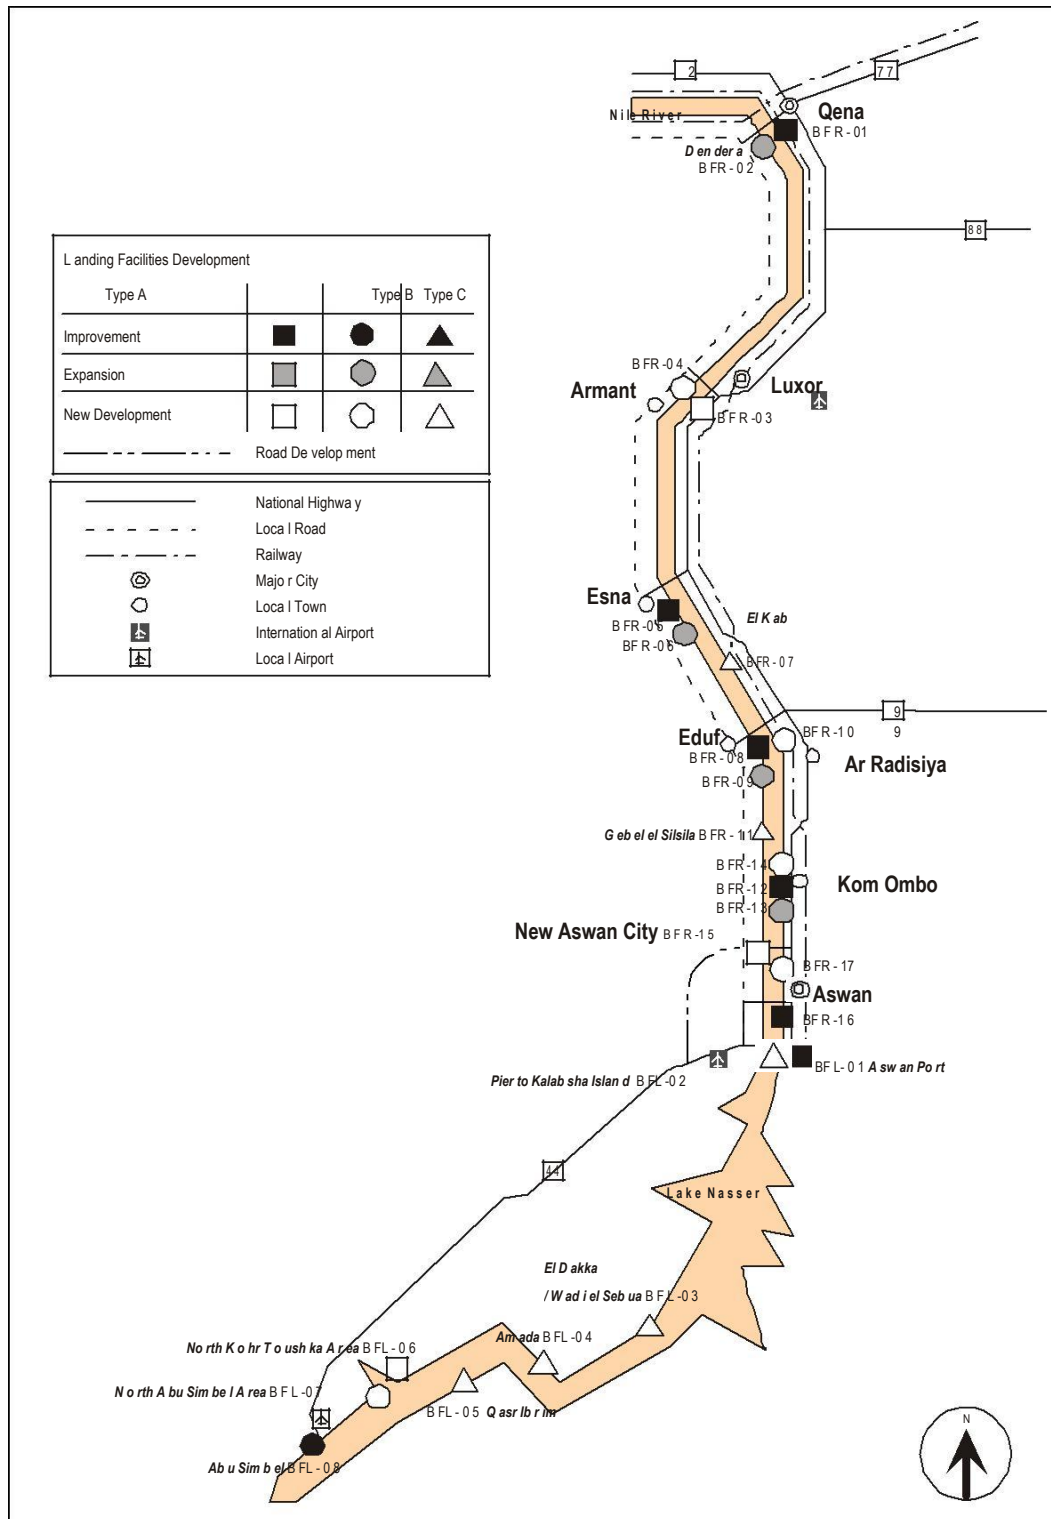 2
77
Nile River
Qena
BFR-01
Dendera
BFR-02
88
Landing Facilities Development
Type A Type B Type C
Improvement
Expansion
New Development
Road Development
National Highway
Local Road
Railway
Major City
Local Town
International Airport
Local Airport
BFR-04
Armant
Luxor
BFR-03
Esna
BFR-05
BFR-06
El Kab
BFR-07
9
9
Eduf
BFR-08
BFR-10
Ar Radisiya
BFR-09
Gebel el Silsila BFR-11
BFR-14
BFR-12
Kom Ombo
BFR-13
New Aswan City BFR-15
BFR-17
Aswan
BFR-16
BFL-01 Aswan Port
Pier to Kalabsha Island BFL-02
44
Lake Nasser
El Dakka
/Wadi el Sebua BFL-03
Amada BFL-04
North Kohr Toushka Area BFL-06
North Abu Simbel Area BFL-07
BFL-05 Qasr Ibrim
Abu Simbel BFL-08
N